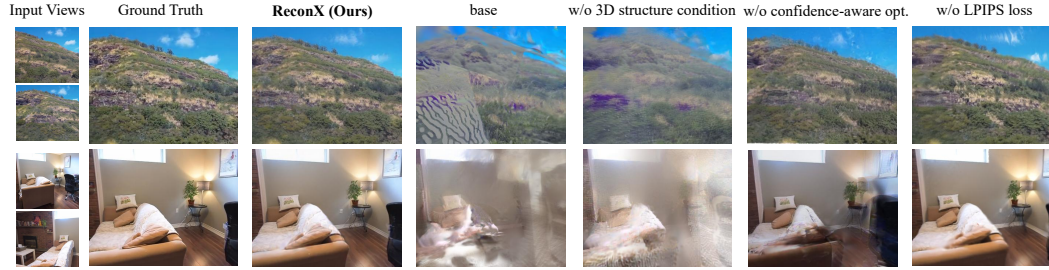 Input Views Ground Truth ReconX (Ours) base w/o 3D structure condition w/o confidence-aware opt. w/o LPIPS loss